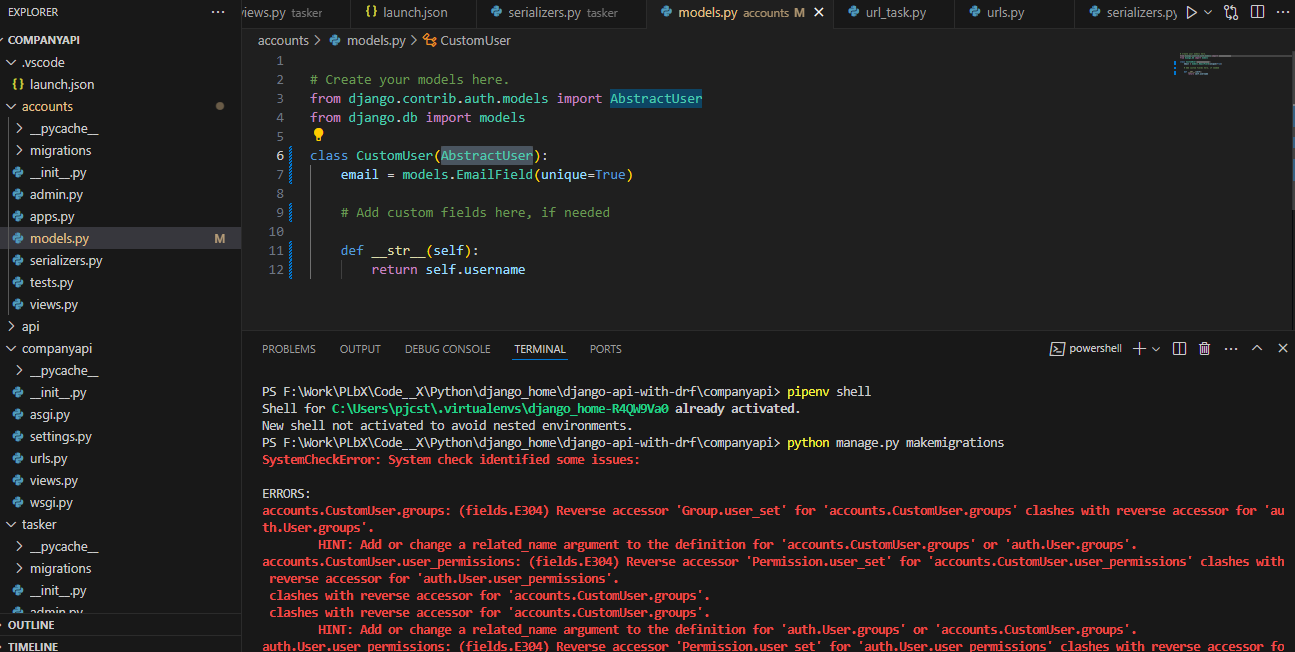 EXPLORER
COMPANYAPI
.vscode
launch.json
accounts
__pycache__
migrations
__init__.py
admin.py
apps.py
models.py M
serializers.py
tests.py
views.py
api
companyapi
__pycache__
__init__.py
asgi.py
settings.py
urls.py
views.py
wsgi.py
tasker
__pycache__
migrations
__init__.py
admin.py
OUTLINE
TIMELINE
views.py tasker launch.json serializers.py tasker models.py accounts M url_task.py urls.py serializers.py
accounts > models.py > CustomUser
1
2 # Create your models here.
3 from django.contrib.auth.models import AbstractUser
4 from django.db import models
5
6 class CustomUser(AbstractUser):
7 email = models.EmailField(unique=True)
8
9 # Add custom fields here, if needed
10
11 def __str__(self):
12 return self.username
PROBLEMS OUTPUT DEBUG CONSOLE TERMINAL PORTS powershell
PS F:\Work\PLbX\Code__X\Python\django_home\django-api-with-drf\companyapi> pipenv shell
Shell for C:\Users\pjcst\.virtualenvs\django_home-R4QW9Va0 already activated.
New shell not activated to avoid nested environments.
PS F:\Work\PLbX\Code__X\Python\django_home\django-api-with-drf\companyapi> python manage.py makemigrations
SystemCheckError: System check identified some issues:
ERRORS:
accounts.CustomUser.groups: (fields.E304) Reverse accessor 'Group.user_set' for 'accounts.CustomUser.groups' clashes with reverse accessor for 'au
th.User.groups'.
HINT: Add or change a related_name argument to the definition for 'accounts.CustomUser.groups' or 'auth.User.groups'.
accounts.CustomUser.user_permissions: (fields.E304) Reverse accessor 'Permission.user_set' for 'accounts.CustomUser.user_permissions' clashes with
reverse accessor for 'auth.User.user_permissions'.
clashes with reverse accessor for 'accounts.CustomUser.groups'.
clashes with reverse accessor for 'accounts.CustomUser.groups'.
HINT: Add or change a related_name argument to the definition for 'auth.User.groups' or 'accounts.CustomUser.groups'.
auth.User.user_permissions: (fields.E304) Reverse accessor 'Permission.user_set' for 'auth.User.user_permissions' clashes with reverse accessor fo